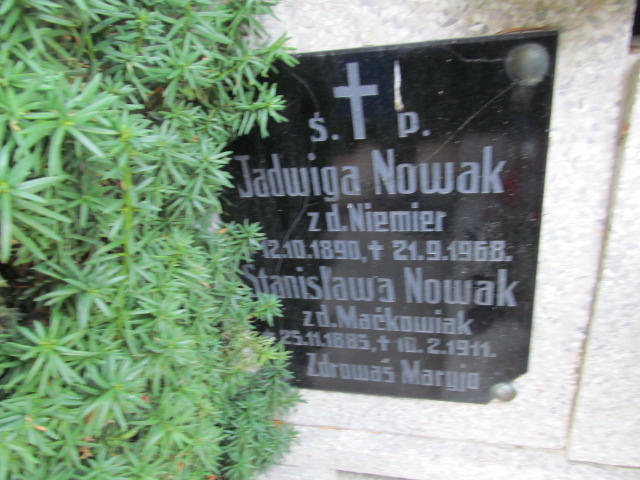 ś. p.
Jadwiga Nowak
z d. Niemier
12.10.1890, † 21.9.1968.
Stanisława Nowak
z d. Maćkowiak
25.11.1883, † 10.2.1911.
Zdrowaś Maryjo